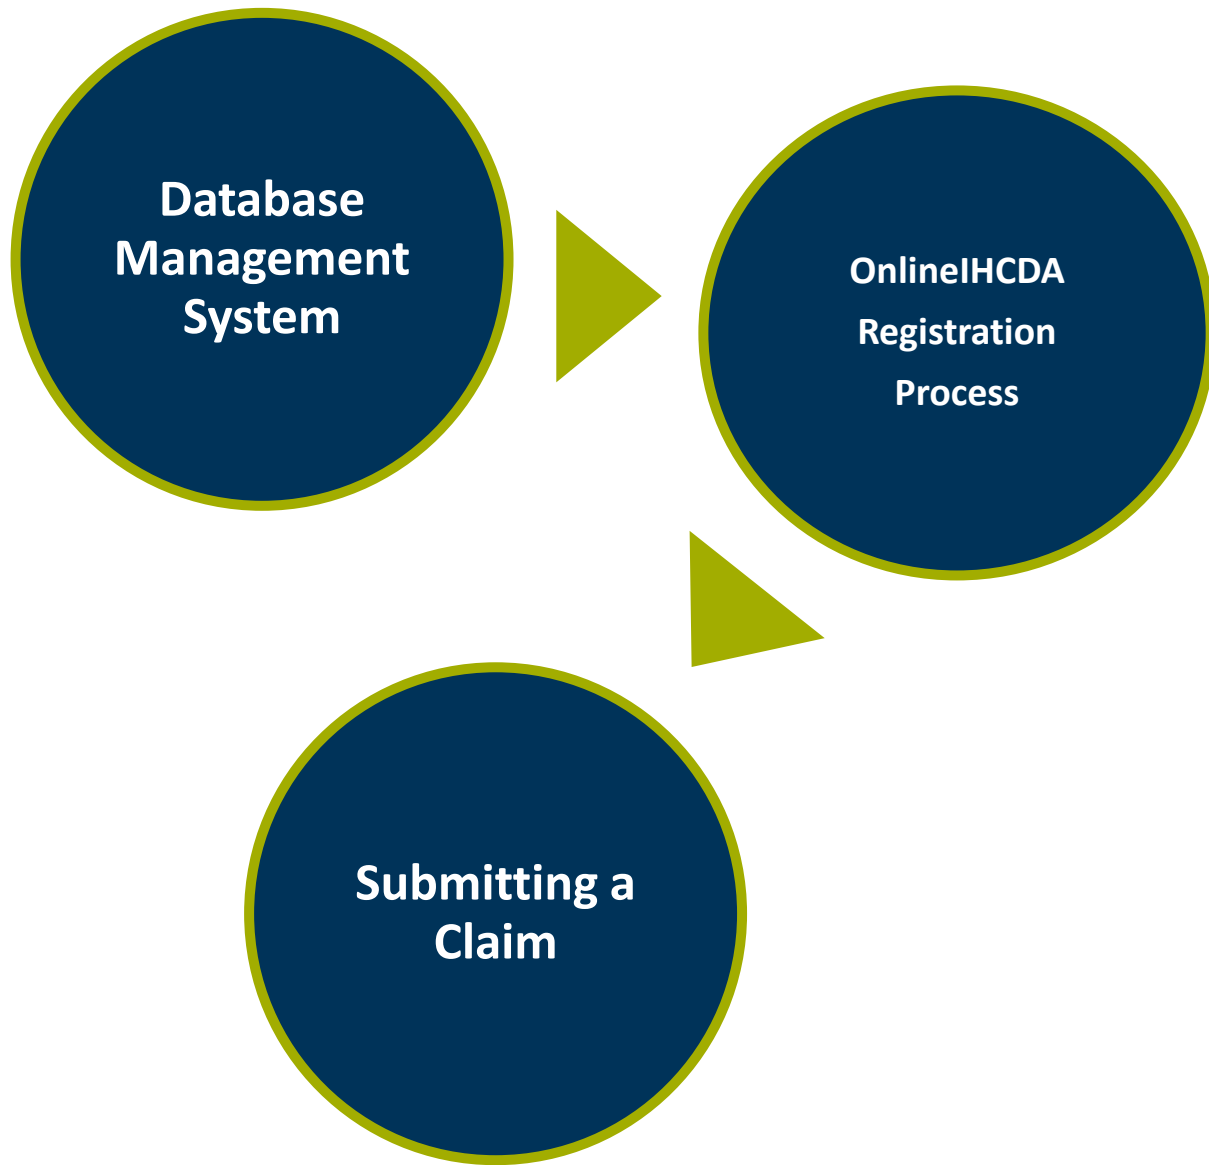 Database
Management
System
OnlineIHCDA
Registration
Process
Submitting a
Claim